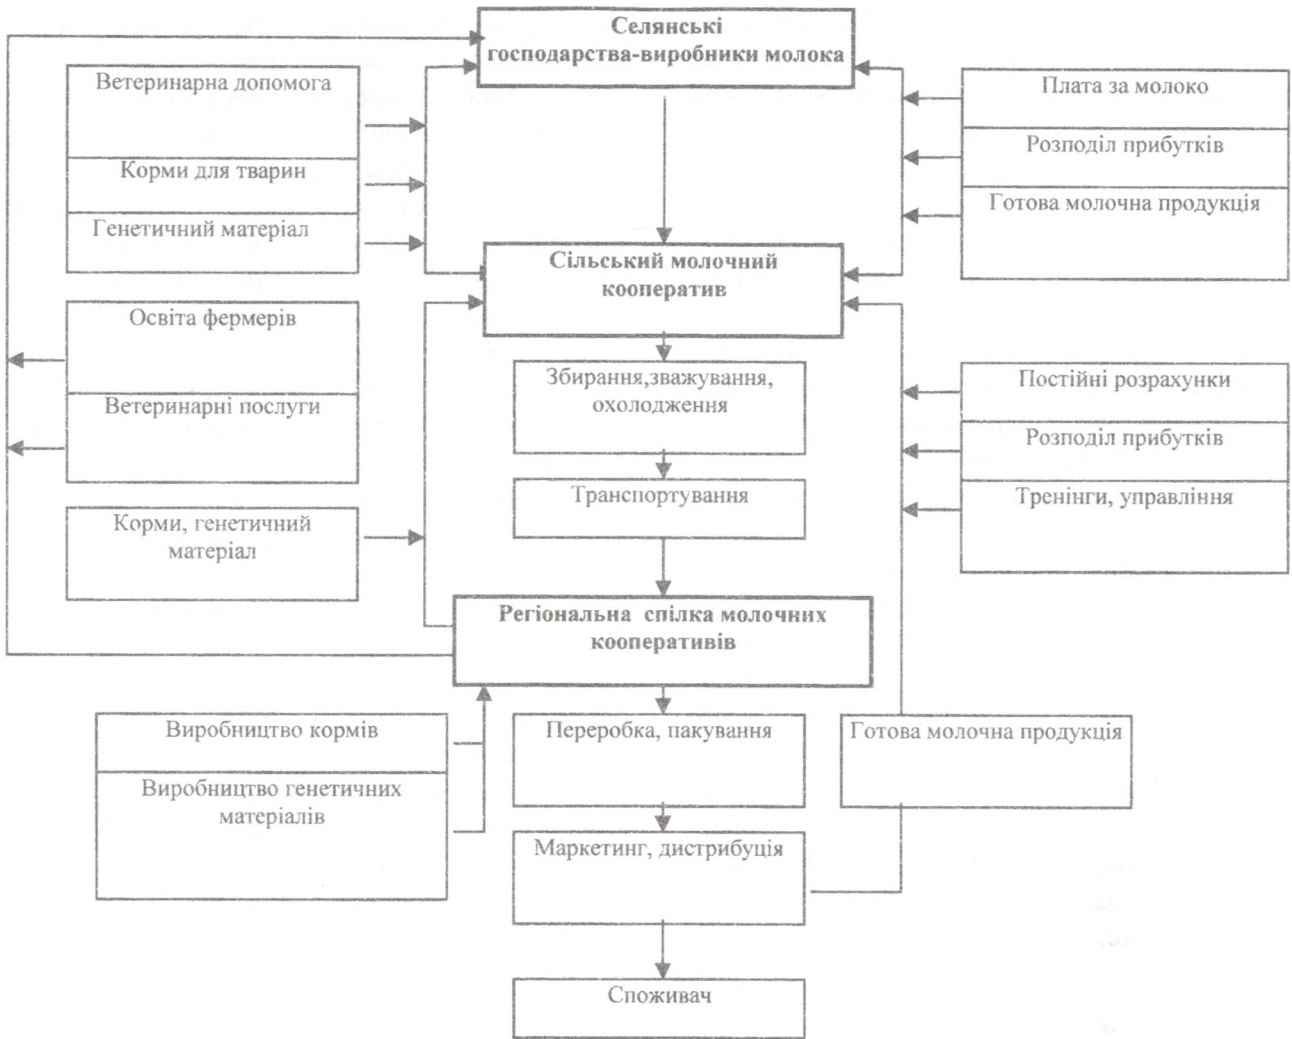 Селянські
господарства-виробники молока
Ветеринарна допомога
Корми для тварин
Генетичний матеріал
Плата за молоко
Розподіл прибутків
Готова молочна продукція
Сільський молочний
кооператив
Освіта фермерів
Ветеринарні послуги
Збирання,зважування,
охолодження
Постійні розрахунки
Розподіл прибутків
Тренінги, управління
Транспортування
Корми, генетичний
матеріал
Регіональна спілка молочних
кооперативів
Виробництво кормів
Виробництво генетичних
матеріалів
Переробка, пакування
Готова молочна продукція
Маркетинг, дистрибуція
Споживач